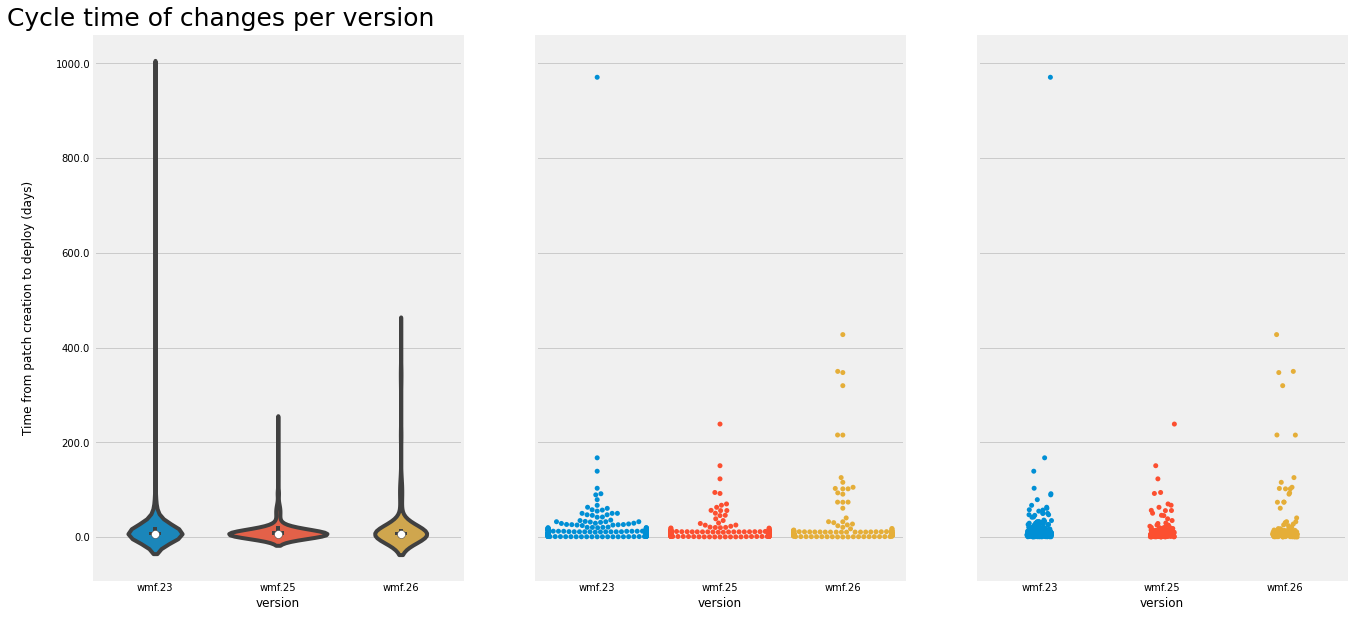 Cycle time of changes per version
Time from patch creation to deploy (days)
1000.0
800.0
600.0
400.0
200.0
0.0
wmf.23 wmf.25 wmf.26
version
wmf.23 wmf.25 wmf.26
version
wmf.23 wmf.25 wmf.26
version